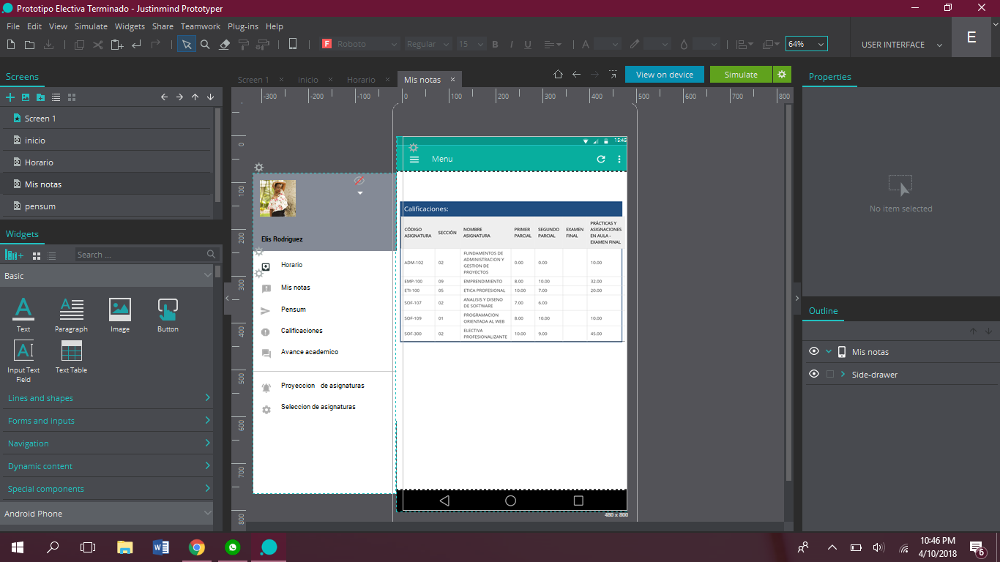 Prototipo Electiva Terminado - Justinmind Prototyper
File Edit View Simulate Widgets Share Teamwork Plug-ins Help
F Roboto Regular 15 B I U A 64% USER INTERFACE E
Screens
Screen 1
inicio
Horario
Mis notas
pensum
Widgets
Search ...
Basic
A A A
Text Paragraph Image Button
A
Input Text Text Table
Field
Lines and shapes
Forms and inputs
Navigation
Dynamic content
Special components
Android Phone
Screen 1 × inicio × Horario × Mis notas ×
View on device Simulate
-300 -200 -100 0 100 200 300 400 500 600 700 800
0
100
200
300
400
500
600
700
800
Elis Rodriguez
Horario
Mis notas
Pensum
Calificaciones
Avance academico
Proyeccion de asignaturas
Seleccion de asignaturas
15:45
Menu
Calificaciones:
CÓDIGO ASIGNATURA SECCIÓN NOMBRE ASIGNATURA PRIMER PARCIAL SEGUNDO PARCIAL EXAMEN FINAL PRÁCTICAS Y ASIGNACIONES EN AULA - EXAMEN FINAL
ADM-102 02 FUNDAMENTOS DE ADMINISTRACION Y GESTION DE PROYECTOS 0.00 0.00 10.00
EMP-100 09 EMPRENDIMIENTO 8.00 10.00 32.00
ETI-100 05 ETICA PROFESIONAL 10.00 7.00 20.00
SOF-107 02 ANALISIS Y DISENO DE SOFTWARE 7.00 6.00
SOF-109 01 PROGRAMACION ORIENTADA AL WEB 8.00 10.00 10.00
SOF-300 02 ELECTIVA PROFESIONALIZANTE 10.00 9.00 45.00
480 x 800
Properties
No item selected
Outline
Mis notas
Side-drawer
10:46 PM
4/10/2018
6